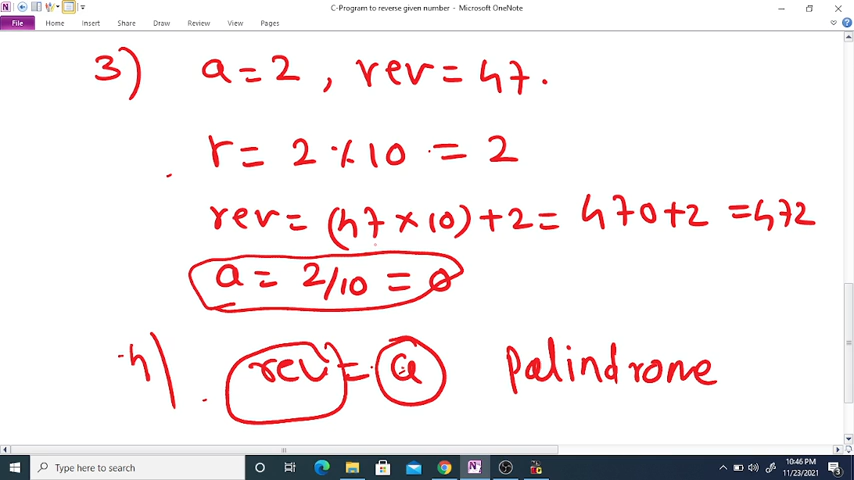 C-Program to reverse given number - Microsoft OneNote
File Home Insert Share Draw History Review View Pages
3) a = 2 , rev = 47.
r = 2 % 10 = 2
rev = (47 × 10) + 2 = 470 + 2 = 472
a = 2/10 = 0
4) rev = a Palindrome
Type here to search
10:46 PM
11/23/2021
3